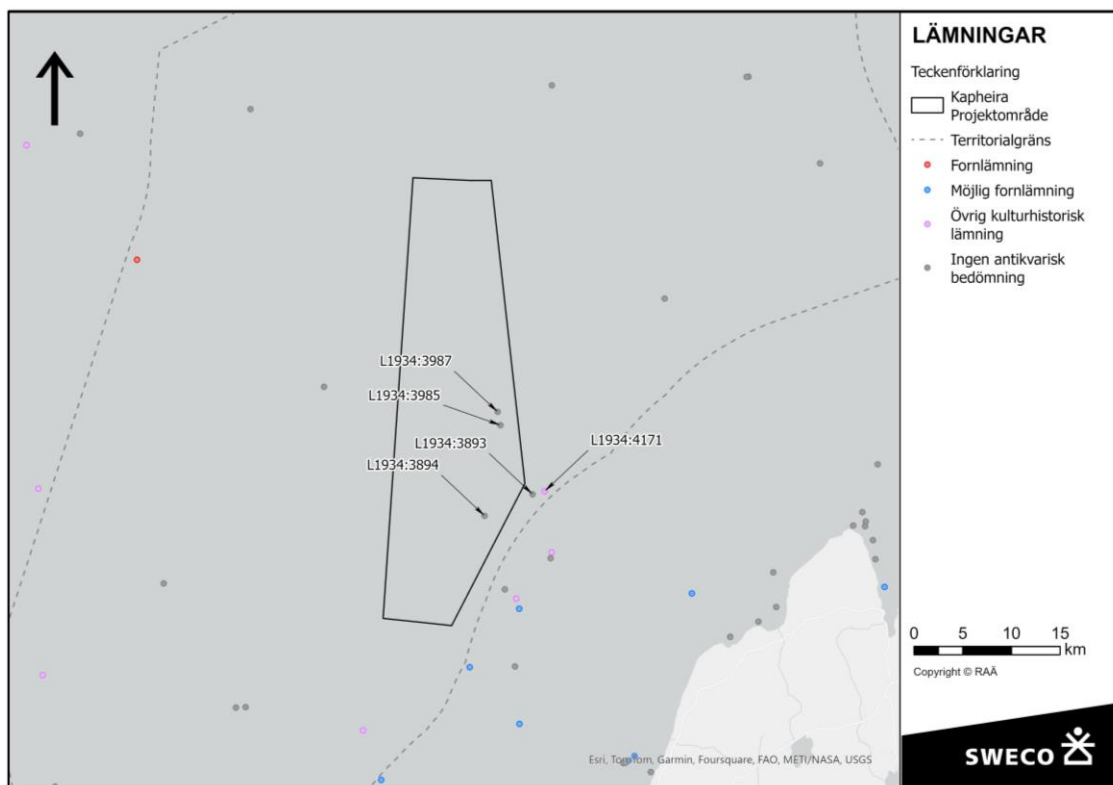 LÄMNINGAR
Teckenförklaring
Kapheira
Projektområde
Territorialgräns
Fornlämning
Möjlig fornlämning
Övrig kulturhistorisk
lämning
Ingen antikvarisk
bedömning
L1934:3987
L1934:3985
L1934:3893
L1934:4171
L1934:3894
0 5 10 15
km
Copyright © RAÄ
Esri, TomTom, Garmin, Foursquare, FAO, METI/NASA, USGS
SWECO